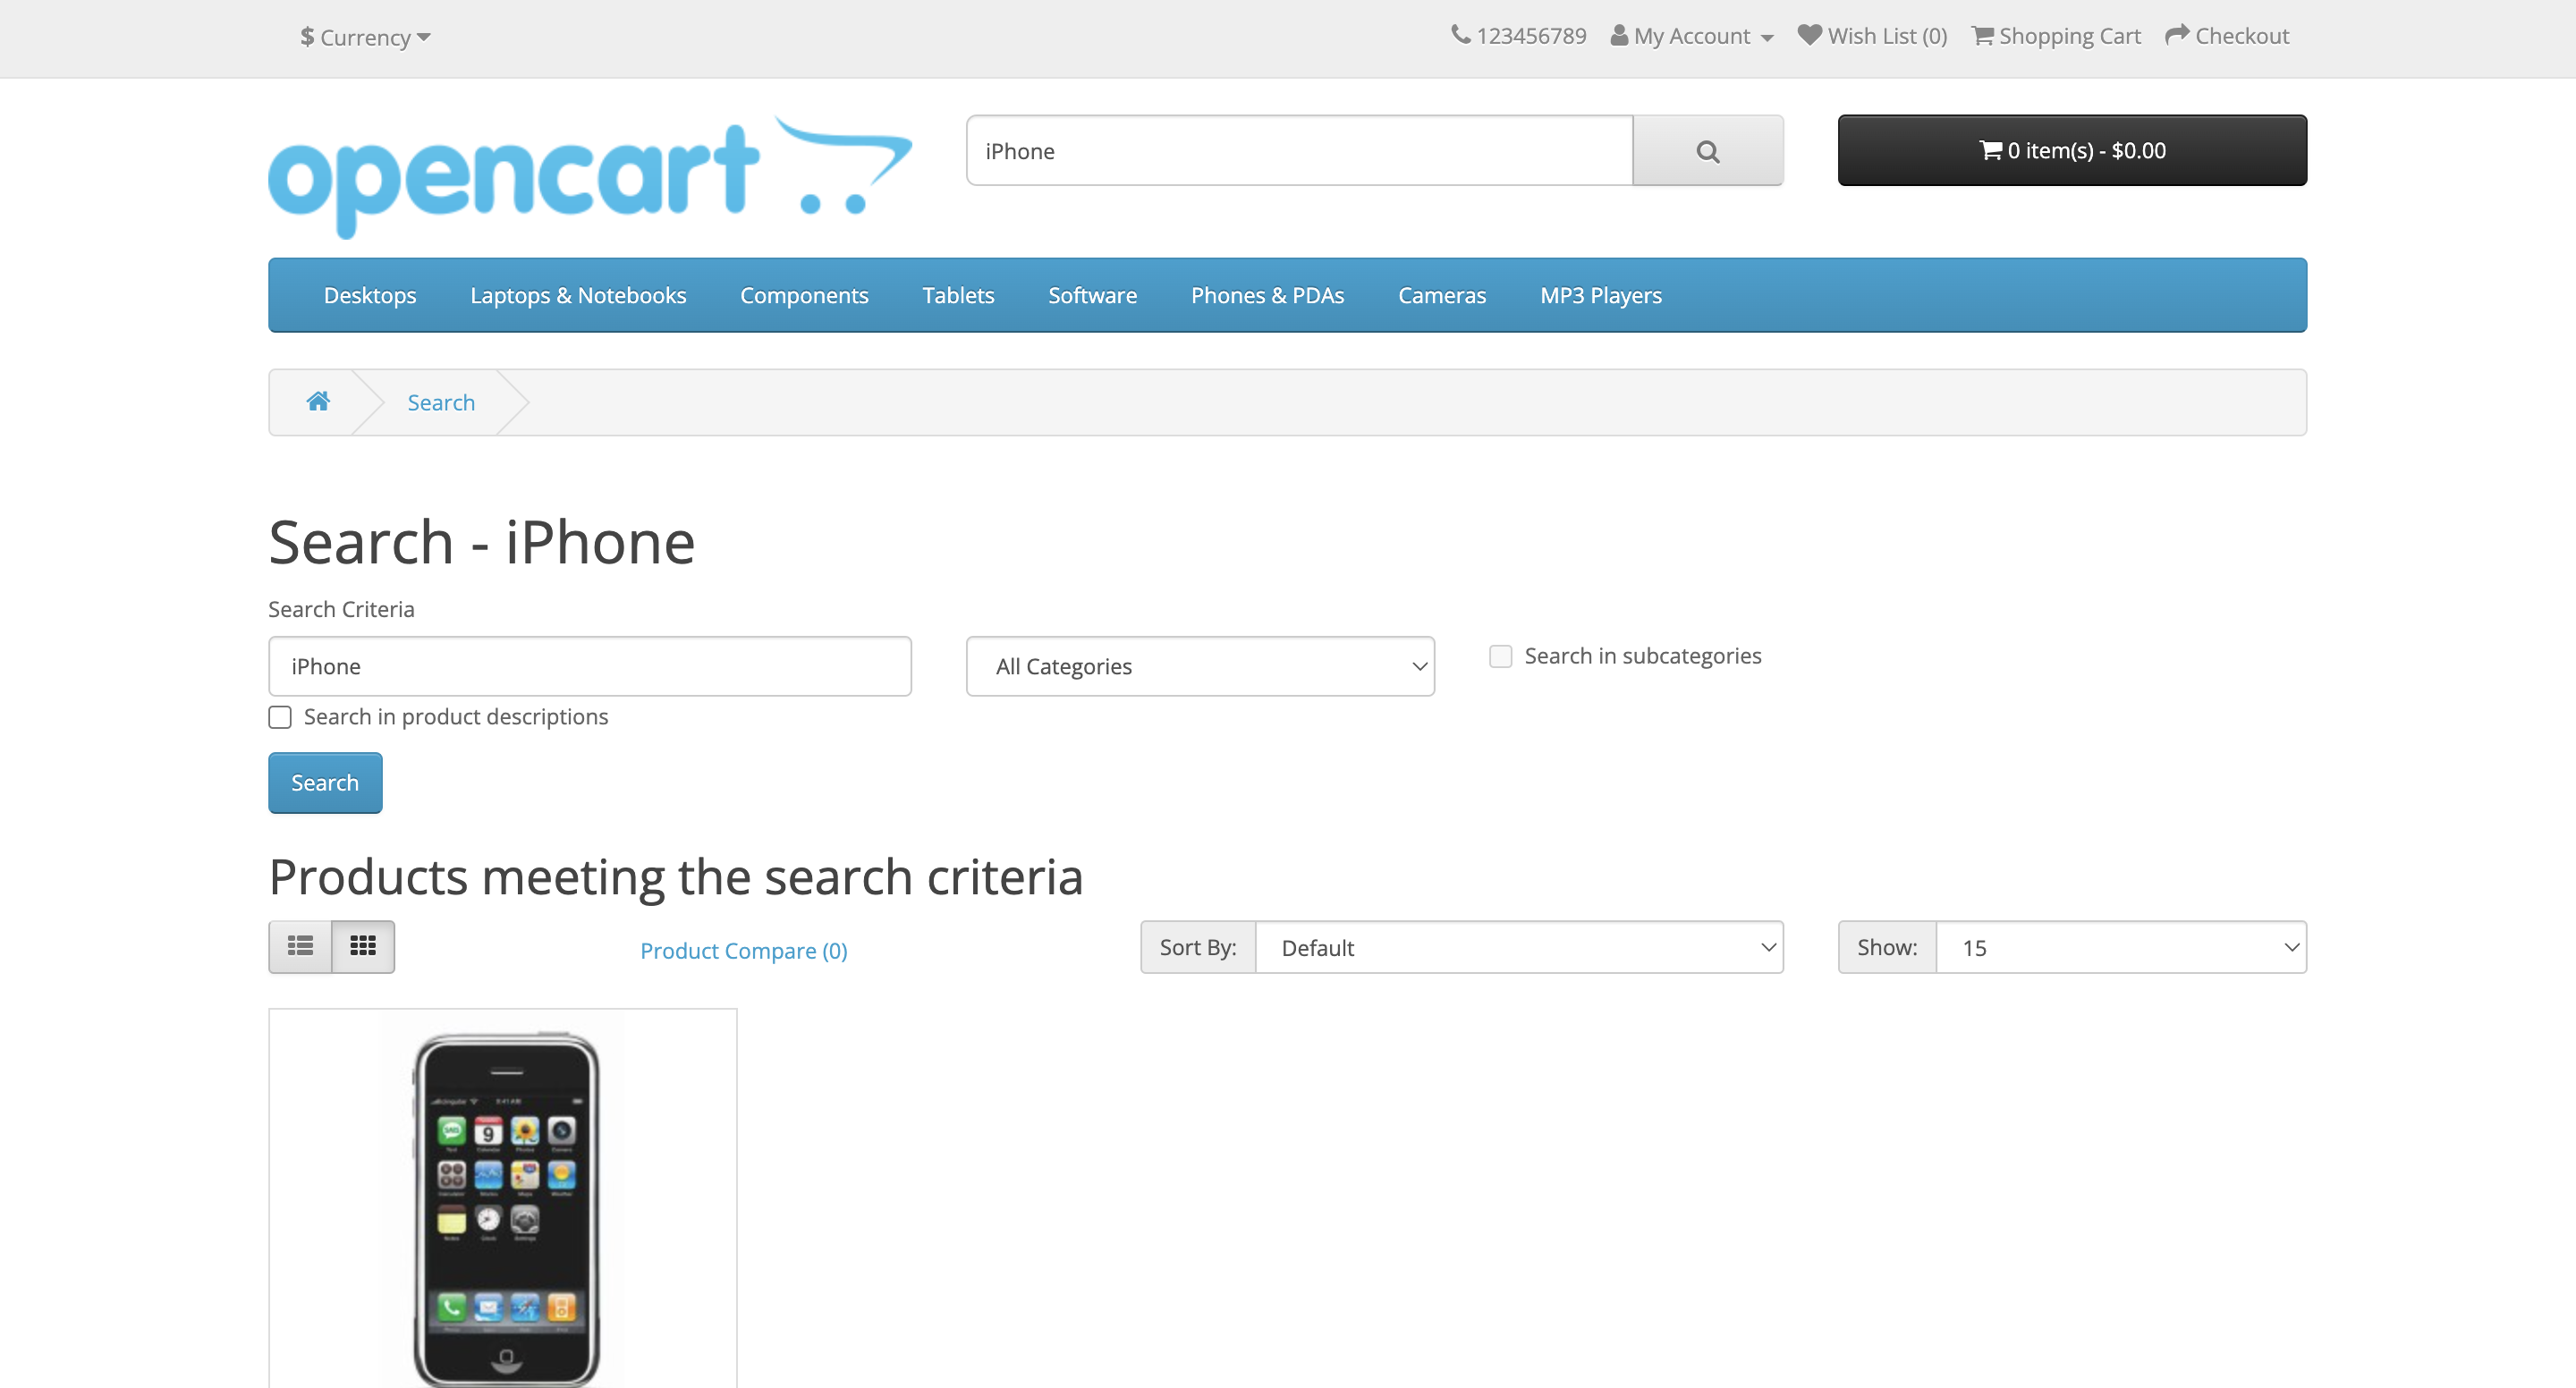 $ Currency
123456789 My Account Wish List (0) Shopping Cart Checkout
opencart
iPhone
0 item(s) - $0.00
Desktops Laptops & Notebooks Components Tablets Software Phones & PDAs Cameras MP3 Players
Search
Search - iPhone
Search Criteria
iPhone
All Categories
Search in subcategories
Search in product descriptions
Search
Products meeting the search criteria
Product Compare (0)
Sort By: Default
Show: 15
9